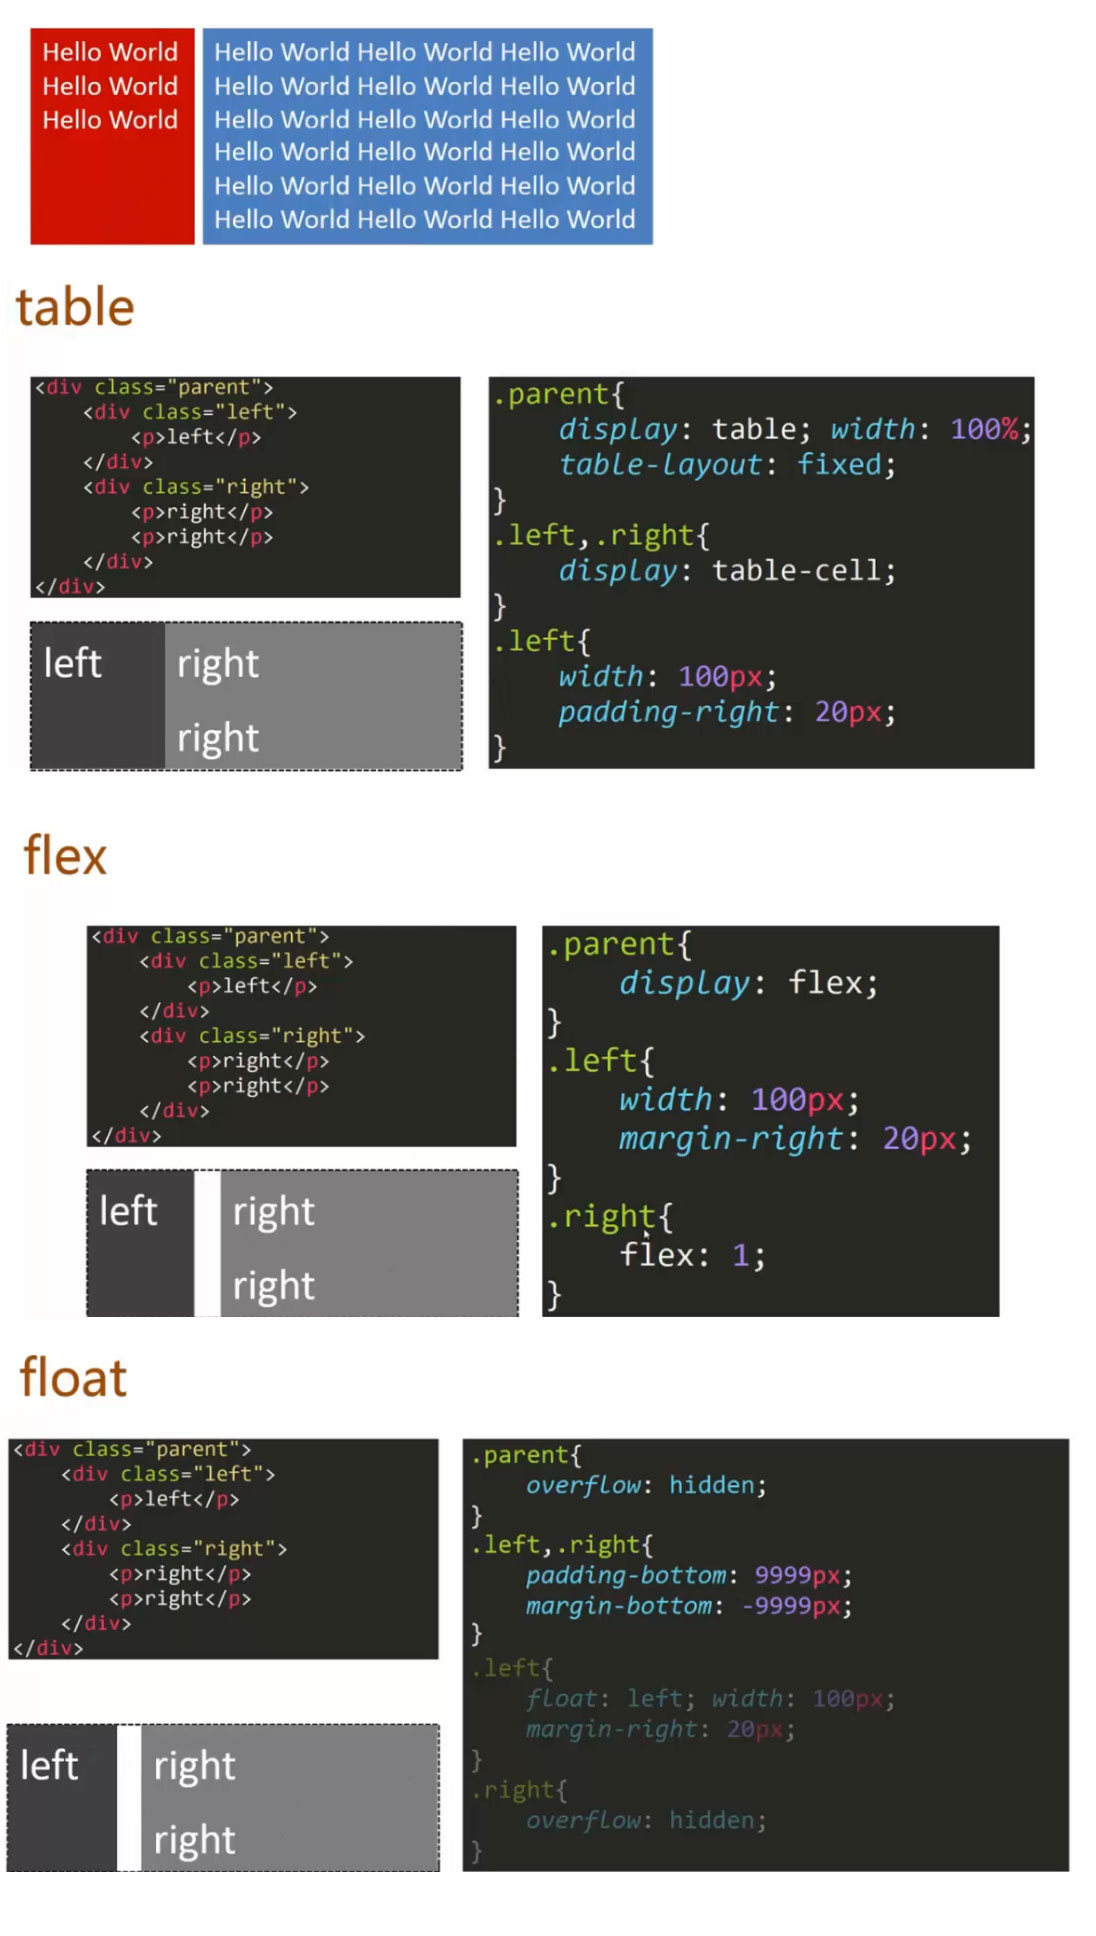 Hello World
Hello World
Hello World
Hello World Hello World Hello World
Hello World Hello World Hello World
Hello World Hello World Hello World
Hello World Hello World Hello World
Hello World Hello World Hello World
Hello World Hello World Hello World
table
<div class="parent">
    <div class="left">
        <p>left</p>
    </div>
    <div class="right">
        <p>right</p>
        <p>right</p>
    </div>
</div>
left
right
right
.parent{
    display: table; width: 100%;
    table-layout: fixed;
}
.left,.right{
    display: table-cell;
}
.left{
    width: 100px;
    padding-right: 20px;
}
flex
<div class="parent">
    <div class="left">
        <p>left</p>
    </div>
    <div class="right">
        <p>right</p>
        <p>right</p>
    </div>
</div>
left
right
right
.parent{
    display: flex;
}
.left{
    width: 100px;
    margin-right: 20px;
}
.right{
    flex: 1;
}
float
<div class="parent">
    <div class="left">
        <p>left</p>
    </div>
    <div class="right">
        <p>right</p>
        <p>right</p>
    </div>
</div>
left
right
right
.parent{
    overflow: hidden;
}
.left,.right{
    padding-bottom: 9999px;
    margin-bottom: -9999px;
}
.left{
    float: left; width: 100px;
    margin-right: 20px;
}
.right{
    overflow: hidden;
}